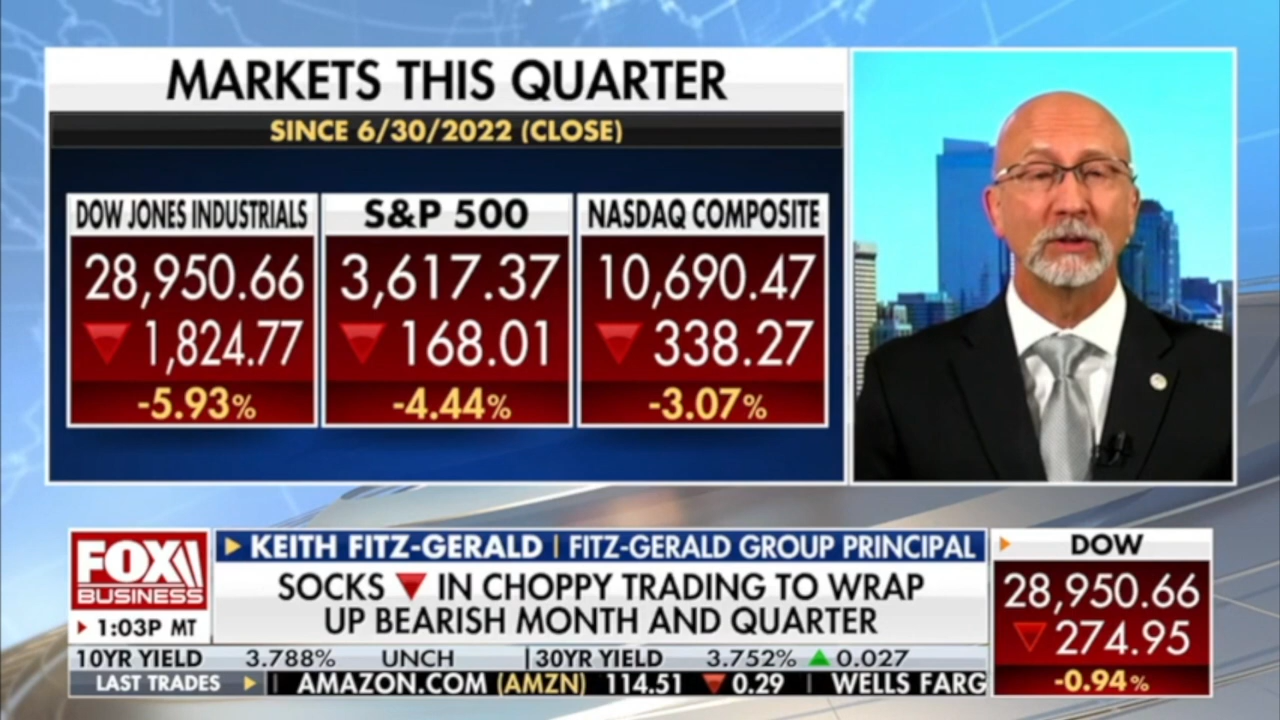 MARKETS THIS QUARTER
SINCE 6/30/2022 (CLOSE)
DOW JONES INDUSTRIALS
28,950.66
▼ 1,824.77
-5.93%
S&P 500
3,617.37
▼ 168.01
-4.44%
NASDAQ COMPOSITE
10,690.47
▼ 338.27
-3.07%
FOX
BUSINESS
1:03P MT
KEITH FITZ-GERALD | FITZ-GERALD GROUP PRINCIPAL
SOCKS ▼ IN CHOPPY TRADING TO WRAP
UP BEARISH MONTH AND QUARTER
DOW
28,950.66
▼ 274.95
-0.94%
10YR YIELD 3.788% UNCH | 30YR YIELD 3.752% ▲ 0.027
LAST TRADES AMAZON.COM (AMZN) 114.51 ▼ 0.29 | WELLS FARG